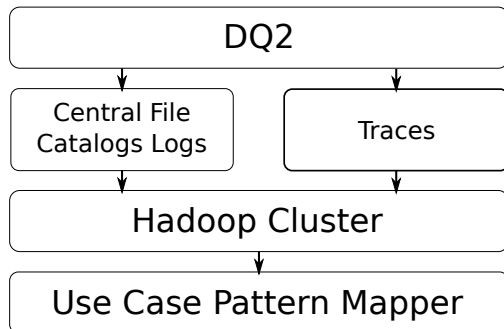 DQ2
Central File
Catalogs Logs
Traces
Hadoop Cluster
Use Case Pattern Mapper